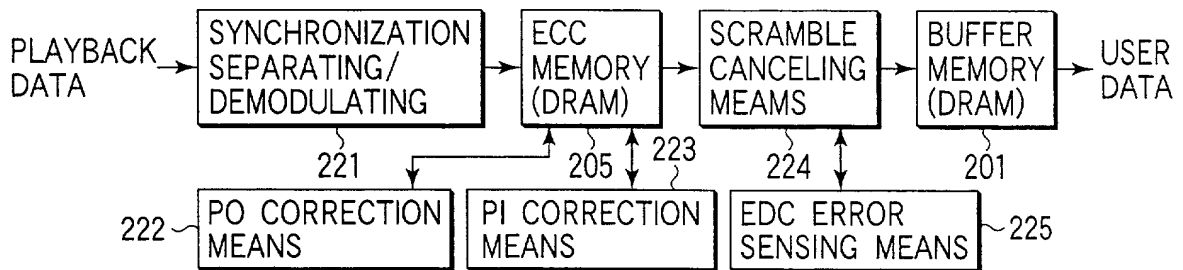 PLAYBACK
DATA
SYNCHRONIZATION
SEPARATING/
DEMODULATING
ECC
MEMORY
(DRAM)
SCRAMBLE
CANCELING
MEAMS
BUFFER
MEMORY
(DRAM)
USER
DATA
221
205
223
224
201
222
PO CORRECTION
MEANS
PI CORRECTION
MEANS
EDC ERROR
SENSING MEANS
225